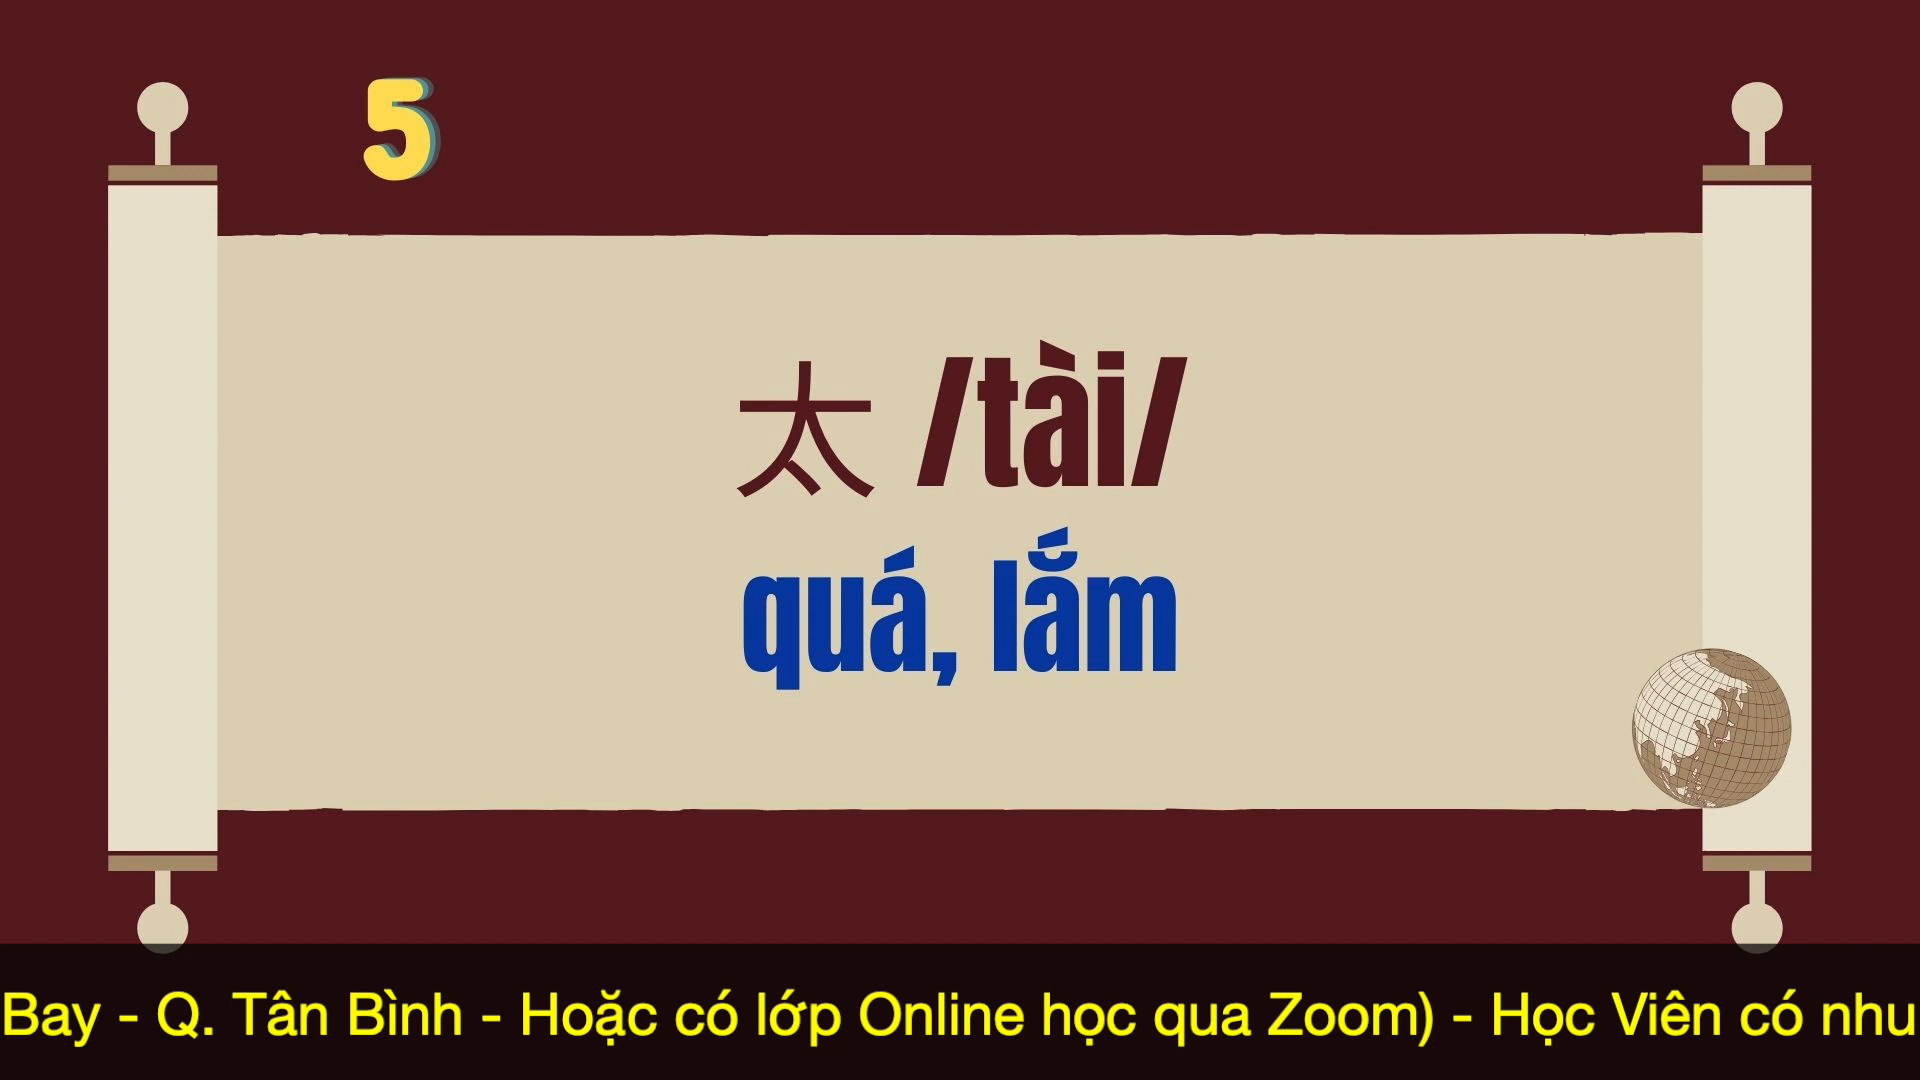 5
太 /tài/
quá, lắm
Bay - Q. Tân Bình - Hoặc có lớp Online học qua Zoom) - Học Viên có nhu